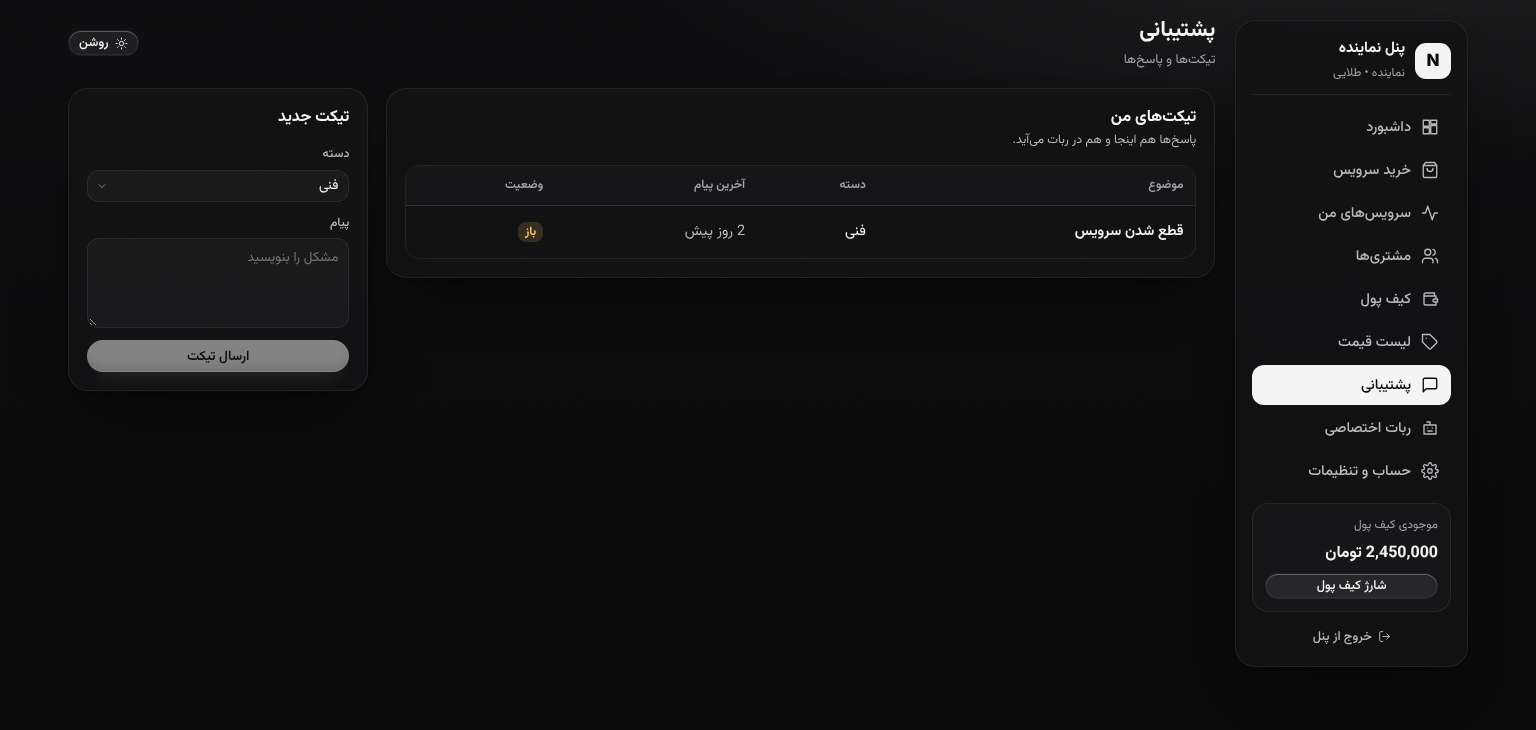 N
پنل نماینده
نماینده • طلایی
داشبورد
خرید سرویس
سرویس‌های من
مشتری‌ها
کیف پول
لیست قیمت
پشتیبانی
ربات اختصاصی
حساب و تنظیمات
موجودی کیف پول
2,450,000 تومان
شارژ کیف پول
خروج از پنل
پشتیبانی
تیکت‌ها و پاسخ‌ها
روشن
تیکت‌های من
پاسخ‌ها هم اینجا و هم در ربات می‌آید.
موضوع دسته آخرین پیام وضعیت
قطع شدن سرویس فنی 2 روز پیش باز
تیکت جدید
دسته
فنی
پیام
مشکل را بنویسید
ارسال تیکت